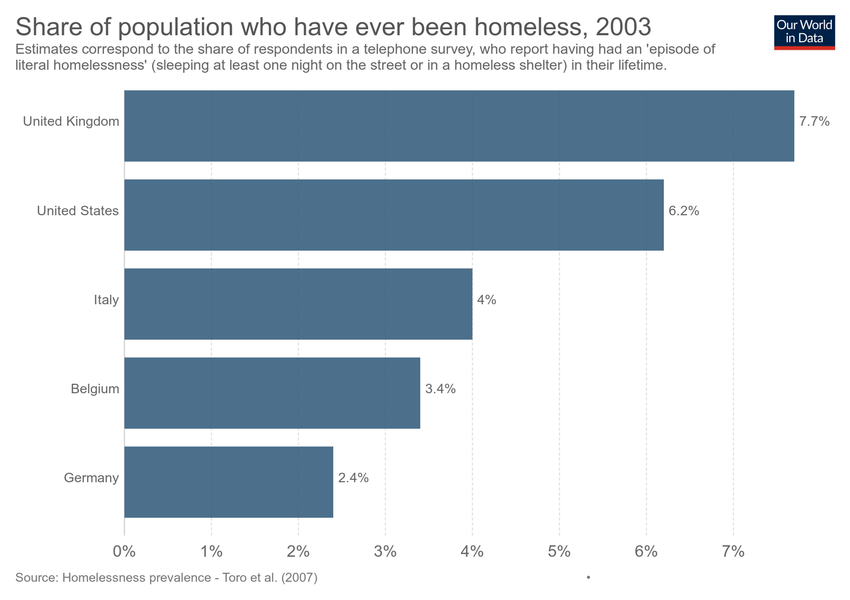 Share of population who have ever been homeless, 2003
Our World
in Data
Estimates correspond to the share of respondents in a telephone survey, who report having had an 'episode of
literal homelessness' (sleeping at least one night on the street or in a homeless shelter) in their lifetime.
United Kingdom 7.7%
United States 6.2%
Italy 4%
Belgium 3.4%
Germany 2.4%
0% 1% 2% 3% 4% 5% 6% 7%
Source: Homelessness prevalence - Toro et al. (2007) •